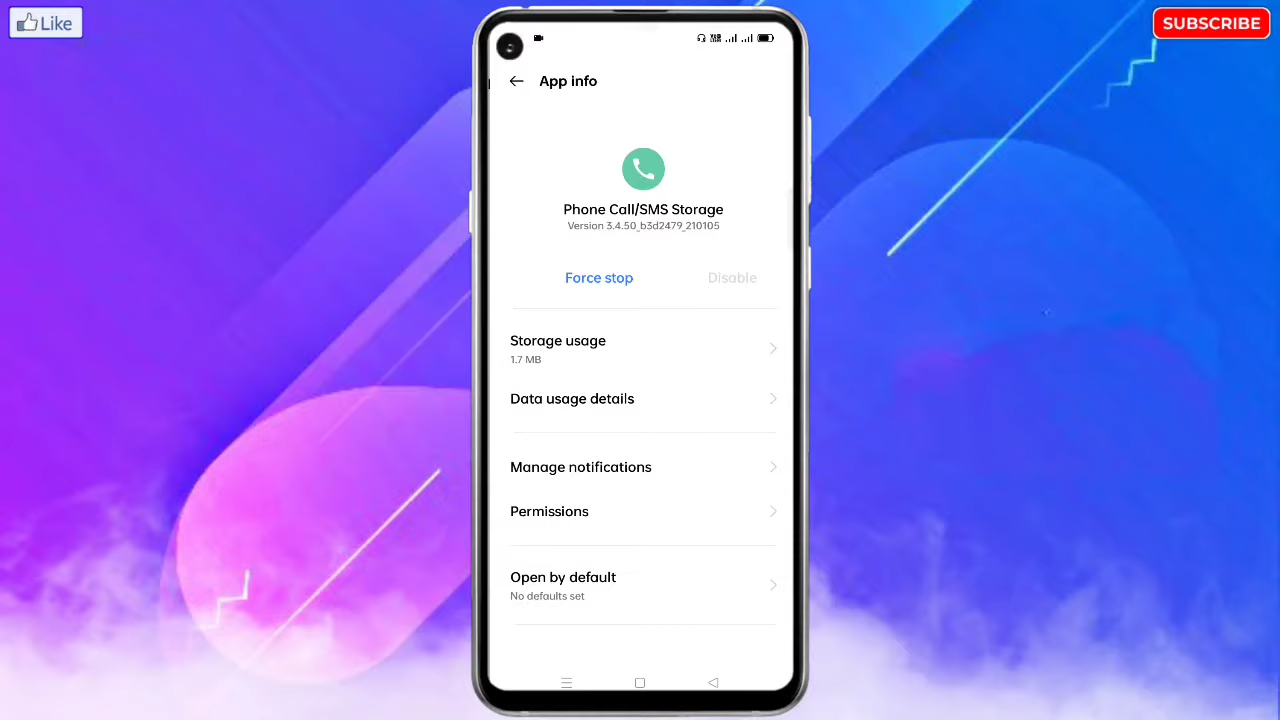 Like
SUBSCRIBE
App info
Phone Call/SMS Storage
Version 3.4.50_b3d2479_210105
Force stop
Disable
Storage usage
1.7 MB
Data usage details
Manage notifications
Permissions
Open by default
No defaults set